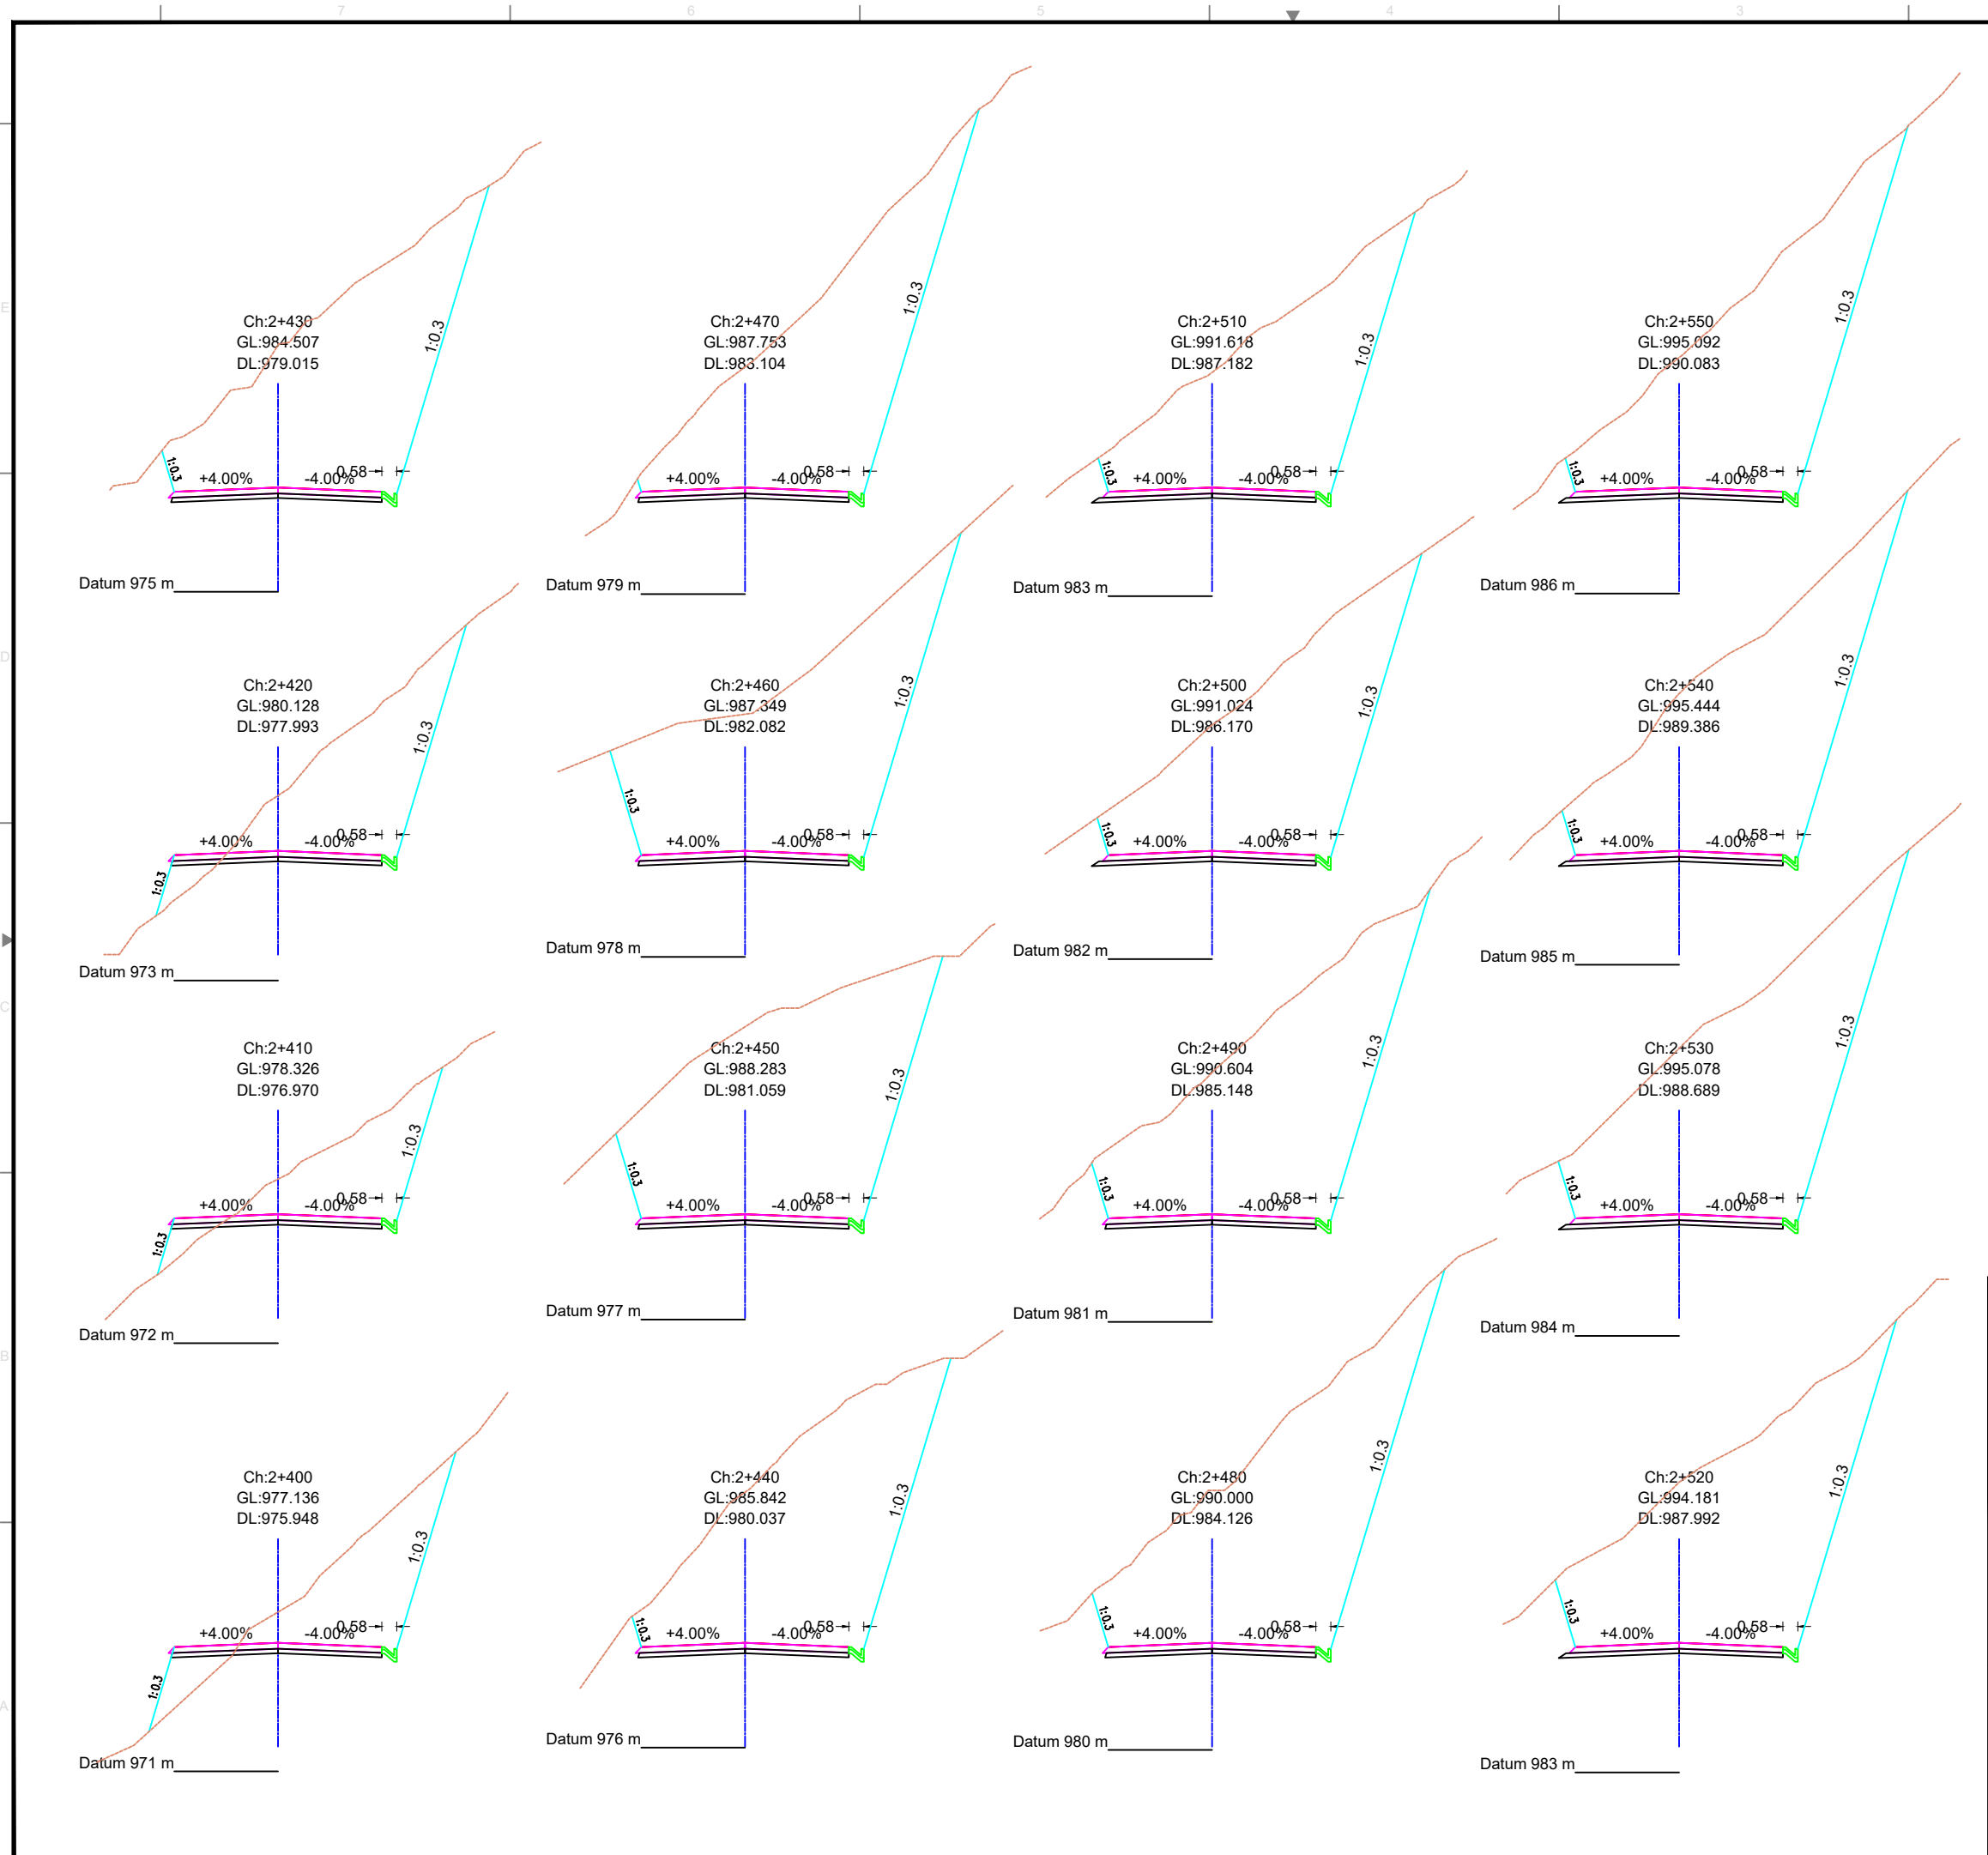 7 6 5 4 3
E
D
C
B
A
Ch:2+430
GL:984.507
DL:979.015
1:0.3
1:0.3
+4.00% -4.00%
0.58
Datum 975 m
Ch:2+470
GL:987.753
DL:983.104
1:0.3
+4.00% -4.00%
0.58
Datum 979 m
Ch:2+510
GL:991.618
DL:987.182
1:0.3
1:0.3
+4.00% -4.00%
0.58
Datum 983 m
Ch:2+550
GL:995.092
DL:990.083
1:0.3
1:0.3
+4.00% -4.00%
0.58
Datum 986 m
Ch:2+420
GL:980.128
DL:977.993
1:0.3
+4.00% -4.00%
0.58
1:0.3
Datum 973 m
Ch:2+460
GL:987.349
DL:982.082
1:0.3
1:0.3
+4.00% -4.00%
0.58
Datum 978 m
Ch:2+500
GL:991.024
DL:986.170
1:0.3
1:0.3
+4.00% -4.00%
0.58
Datum 982 m
Ch:2+540
GL:995.444
DL:989.386
1:0.3
1:0.3
+4.00% -4.00%
0.58
Datum 985 m
Ch:2+410
GL:978.326
DL:976.970
1:0.3
+4.00% -4.00%
0.58
1:0.3
Datum 972 m
Ch:2+450
GL:988.283
DL:981.059
1:0.3
1:0.3
+4.00% -4.00%
0.58
Datum 977 m
Ch:2+490
GL:990.604
DL:985.148
1:0.3
1:0.3
+4.00% -4.00%
0.58
Datum 981 m
Ch:2+530
GL:995.078
DL:988.689
1:0.3
1:0.3
+4.00% -4.00%
0.58
Datum 984 m
Ch:2+400
GL:977.136
DL:975.948
1:0.3
+4.00% -4.00%
0.58
1:0.3
Datum 971 m
Ch:2+440
GL:985.842
DL:980.037
1:0.3
1:0.3
+4.00% -4.00%
0.58
Datum 976 m
Ch:2+480
GL:990.000
DL:984.126
1:0.3
1:0.3
+4.00% -4.00%
0.58
Datum 980 m
Ch:2+520
GL:994.181
DL:987.992
1:0.3
1:0.3
+4.00% -4.00%
0.58
Datum 983 m